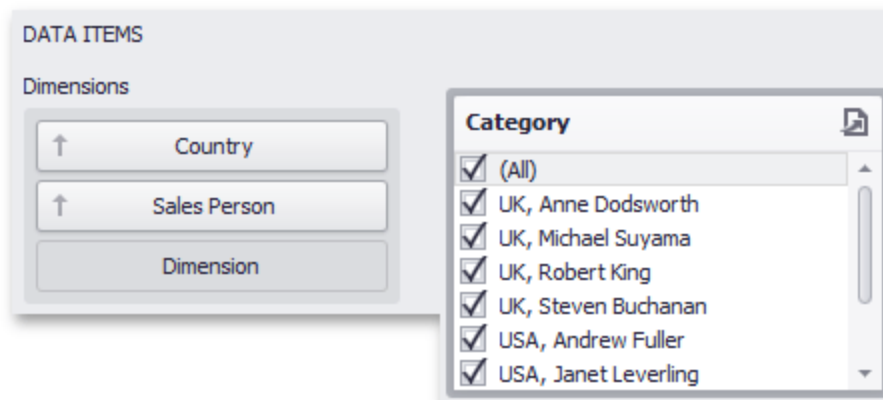 DATA ITEMS
Dimensions
Country
Sales Person
Dimension
Category
(All)
UK, Anne Dodsworth
UK, Michael Suyama
UK, Robert King
UK, Steven Buchanan
USA, Andrew Fuller
USA, Janet Leverling